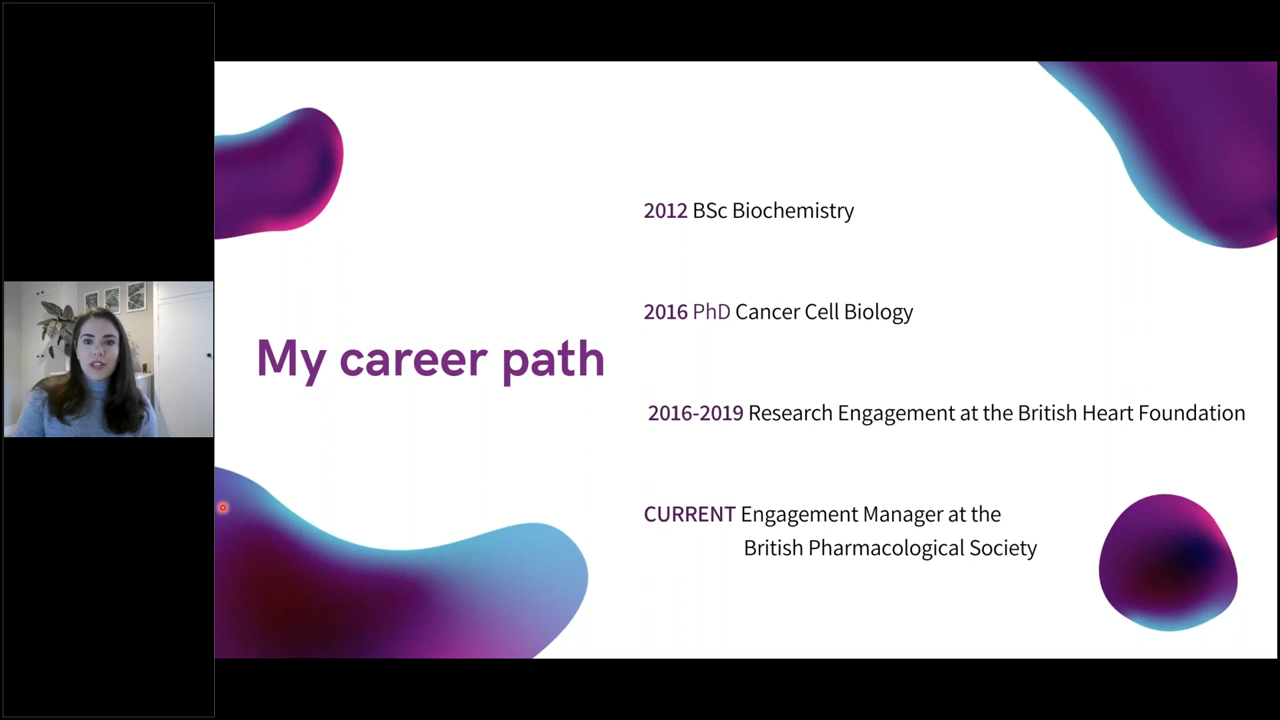 My career path
2012 BSc Biochemistry
2016 PhD Cancer Cell Biology
2016-2019 Research Engagement at the British Heart Foundation
CURRENT Engagement Manager at the
British Pharmacological Society